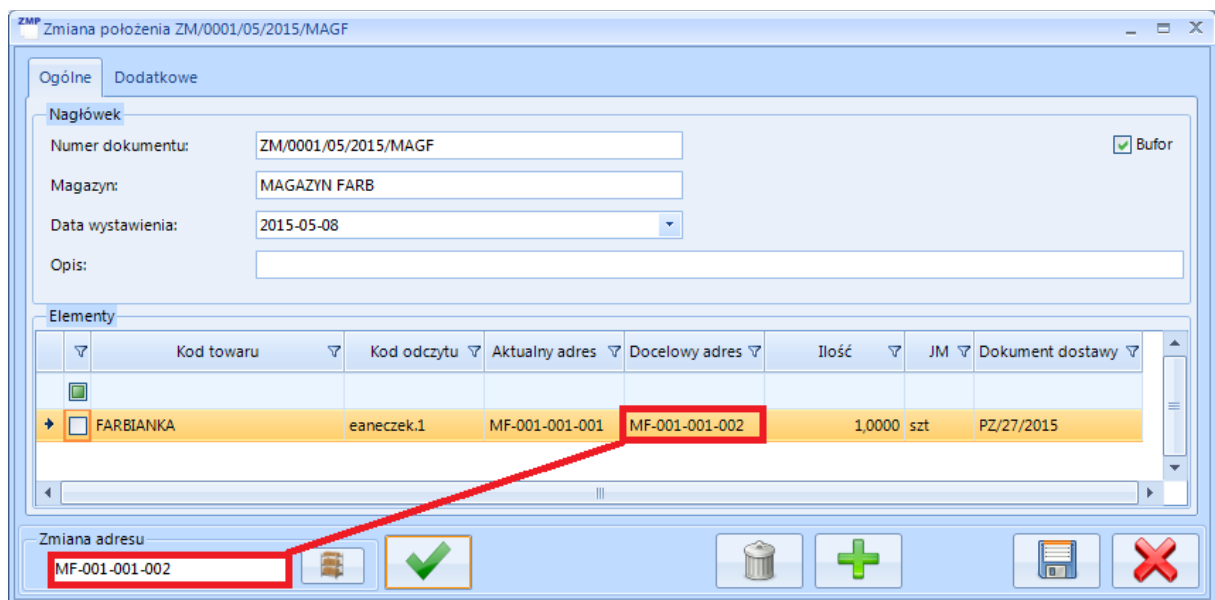 ZMP Zmiana położenia ZM/0001/05/2015/MAGF
Ogólne Dodatkowe
Nagłówek
Numer dokumentu: ZM/0001/05/2015/MAGF Bufor
Magazyn: MAGAZYN FARB
Data wystawienia: 2015-05-08
Opis:
Elementy
Kod towaru Kod odczytu Aktualny adres Docelowy adres Ilość JM Dokument dostawy
FARBIANKA eaneczek.1 MF-001-001-001 MF-001-001-002 1,0000 szt PZ/27/2015
Zmiana adresu
MF-001-001-002